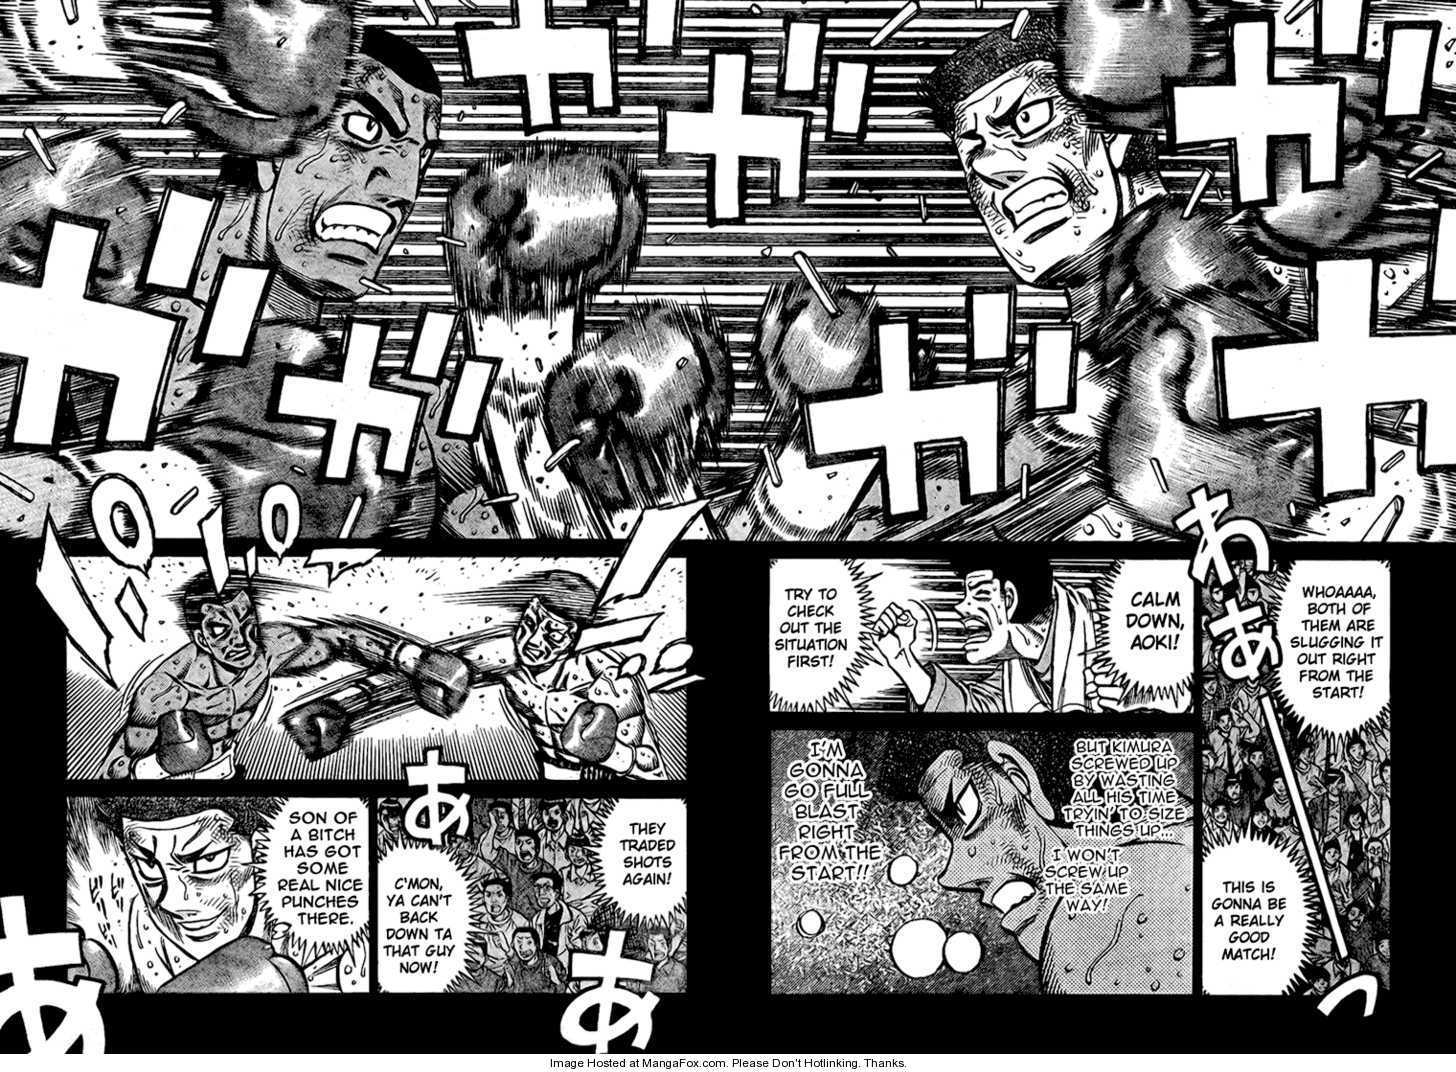 ガ
ガ
ガ
ガ
ガ
ガ
ガ
わ
あ
あ
ー
っ
WHOAAAA,
BOTH OF
THEM ARE
SLUGGING IT
OUT RIGHT
FROM THE
START!
THIS IS
GONNA BE
A REALLY
GOOD
MATCH!
CALM
DOWN,
AOKI!
TRY TO
CHECK
OUT THE
SITUATION
FIRST!
BUT KIMURA
SCREWED UP
BY WASTING
ALL HIS TIME
TRYIN' TO SIZE
THINGS UP...
I WON'T
SCREW UP
THE SAME
WAY!
I'M
GONNA
GO FULL
BLAST
RIGHT
FROM THE
START!!
THEY
TRADED
SHOTS
AGAIN!
C'MON,
YA CAN'T
BACK
DOWN TA
THAT GUY
NOW!
SON OF
A BITCH
HAS GOT
SOME
REAL NICE
PUNCHES
THERE.
あ
あ
あ
Image Hosted at MangaFox.com. Please Don't Hotlinking. Thanks.